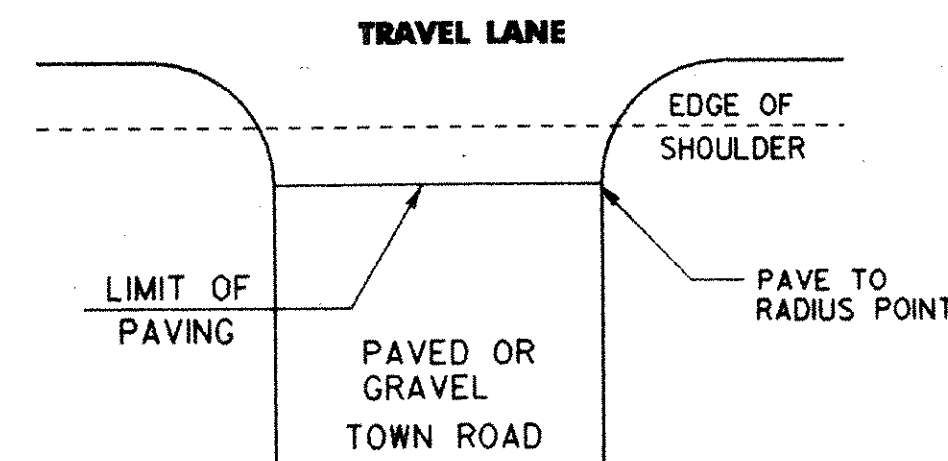 TRAVEL LANE
EDGE OF
SHOULDER
LIMIT OF
PAVING
PAVE TO
RADIUS POINT
PAVED OR
GRAVEL
TOWN ROAD